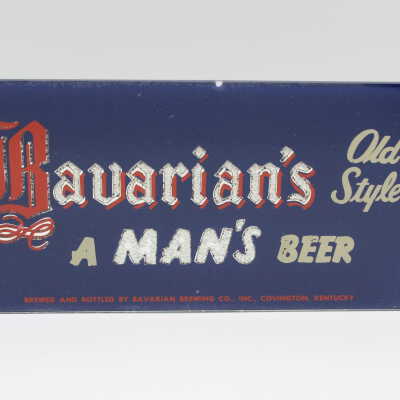 Bavarian's
Old
Style
A MAN'S BEER
BREWED AND BOTTLED BY BAVARIAN BREWING CO., INC., COVINGTON, KENTUCKY